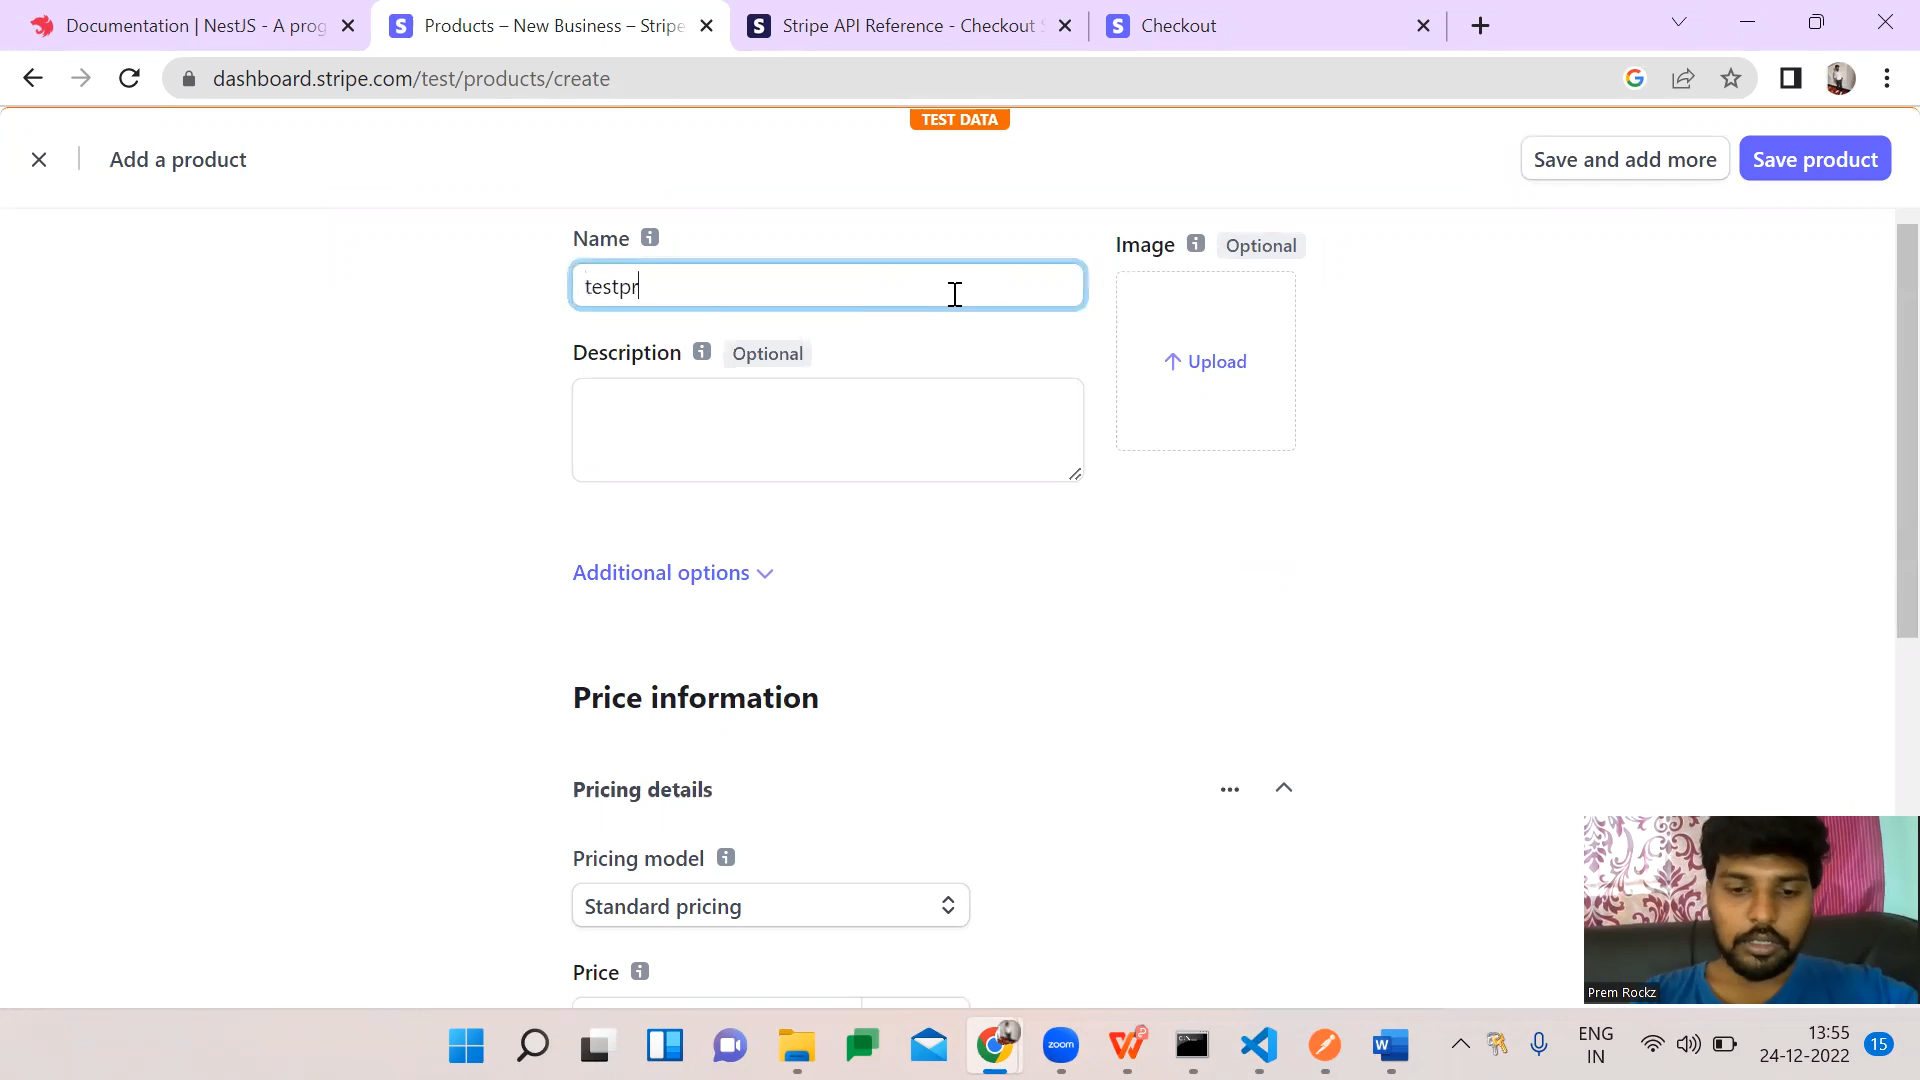 Documentation | NestJS - A prog
Products – New Business – Stripe
Stripe API Reference - Checkout S
Checkout
dashboard.stripe.com/test/products/create
TEST DATA
Add a product
Save and add more
Save product
Name
testpr
Image
Optional
Upload
Description
Optional
Additional options
Price information
Pricing details
Pricing model
Standard pricing
Price
Prem Rockz
zoom
ENG
IN
13:55
24-12-2022
15